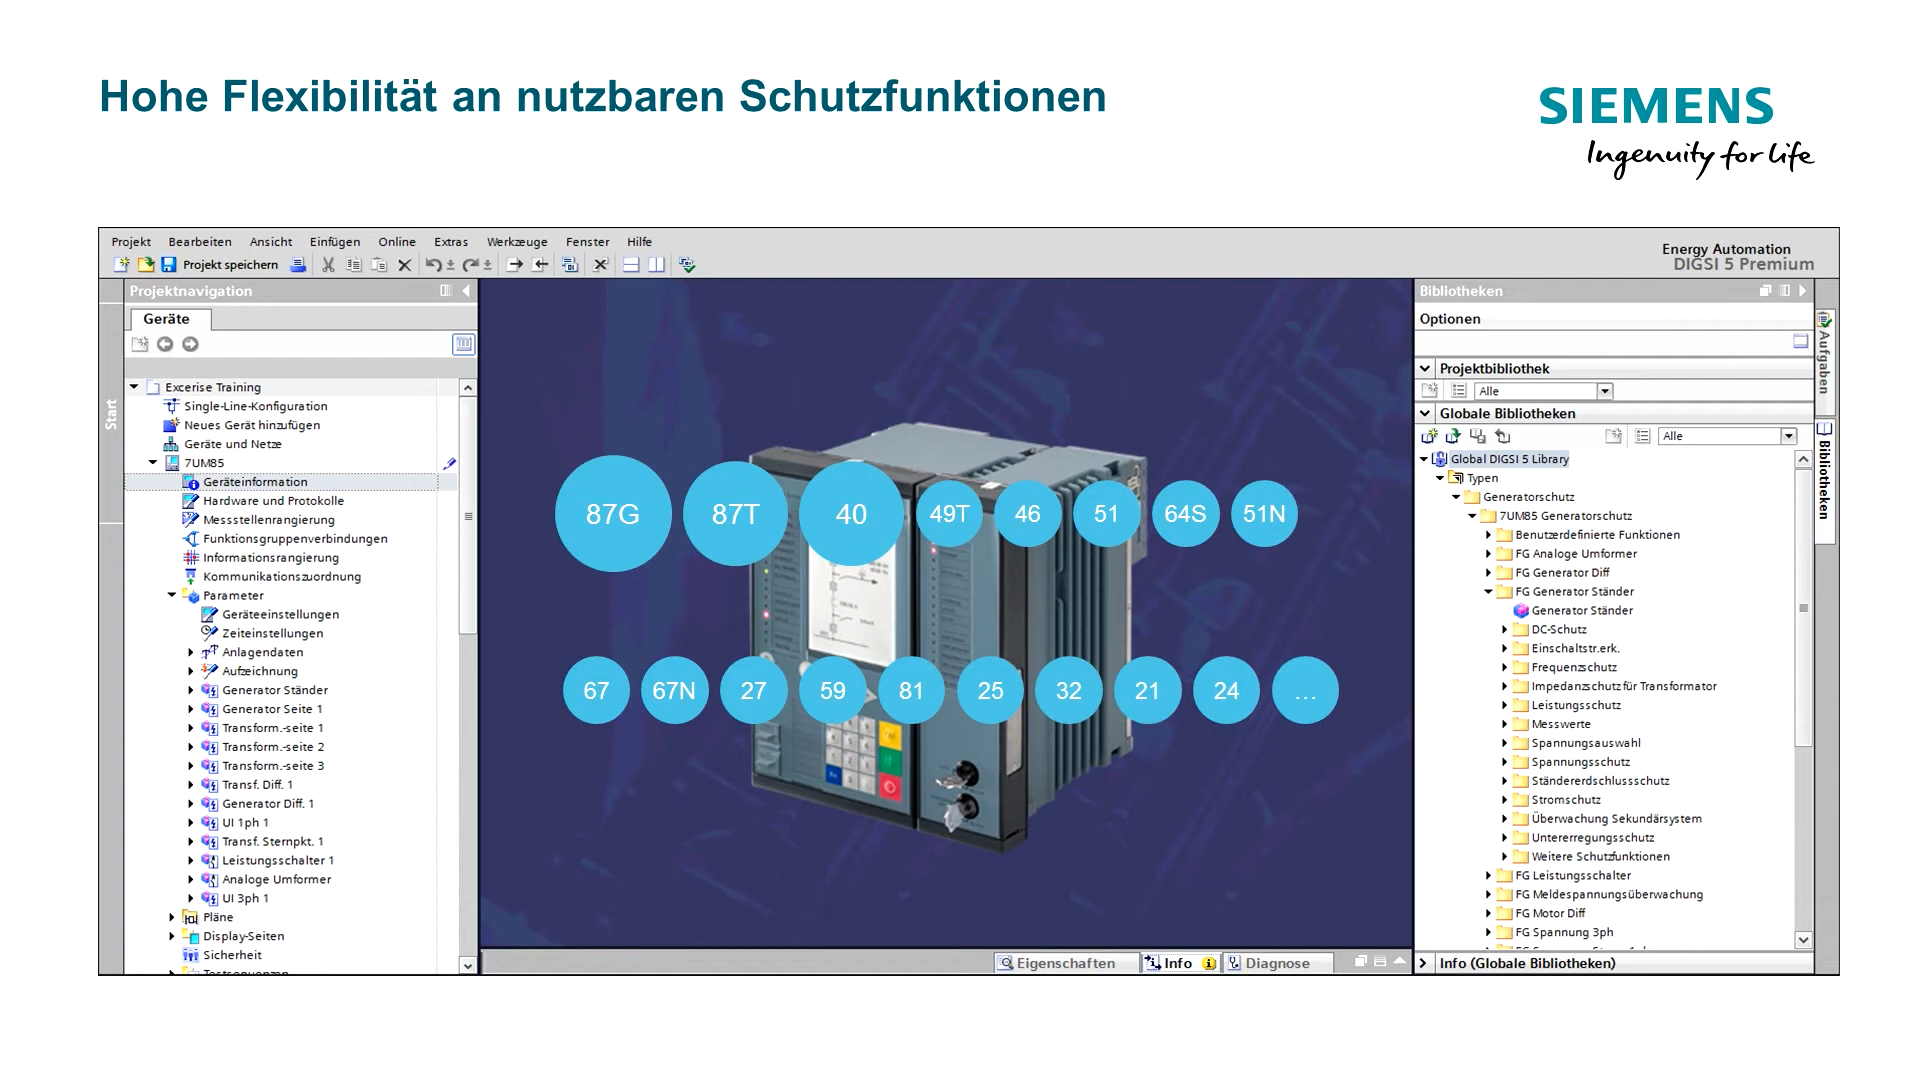 Hohe Flexibilität an nutzbaren Schutzfunktionen
SIEMENS
Ingenuity for life
Projekt Bearbeiten Ansicht Einfügen Online Extras Werkzeuge Fenster Hilfe
Projekt speichern
Energy Automation
DIGSI 5 Premium
Projektnavigation
Geräte
Start
Excerise Training
Single-Line-Konfiguration
Neues Gerät hinzufügen
Geräte und Netze
7UM85
Geräteinformation
Hardware und Protokolle
Messstellenrangierung
Funktionsgruppenverbindungen
Informationsrangierung
Kommunikationszuordnung
Parameter
Geräteeinstellungen
Zeiteinstellungen
Anlagendaten
Aufzeichnung
Generator Ständer
Generator Seite 1
Transform.-seite 1
Transform.-seite 2
Transform.-seite 3
Transf. Diff. 1
Generator Diff. 1
UI 1ph 1
Transf. Sternpkt. 1
Leistungsschalter 1
Analoge Umformer
UI 3ph 1
Pläne
Display-Seiten
Sicherheit
Testsequenzen
87G 87T 40 49T 46 51 64S 51N
67 67N 27 59 81 25 32 21 24 ...
Eigenschaften Info Diagnose
Bibliotheken
Optionen
Projektbibliothek
Alle
Globale Bibliotheken
Alle
Global DIGSI 5 Library
Typen
Generatorschutz
7UM85 Generatorschutz
Benutzerdefinierte Funktionen
FG Analoge Umformer
FG Generator Diff
FG Generator Ständer
Generator Ständer
DC-Schutz
Einschaltstr.erk.
Frequenzschutz
Impedanzschutz für Transformator
Leistungsschutz
Messwerte
Spannungsauswahl
Spannungsschutz
Ständererdschlussschutz
Stromschutz
Überwachung Sekundärsystem
Untererregungsschutz
Weitere Schutzfunktionen
FG Leistungsschalter
FG Meldespannungsüberwachung
FG Motor Diff
FG Spannung 3ph
Info (Globale Bibliotheken)
Aufgaben
Bibliotheken